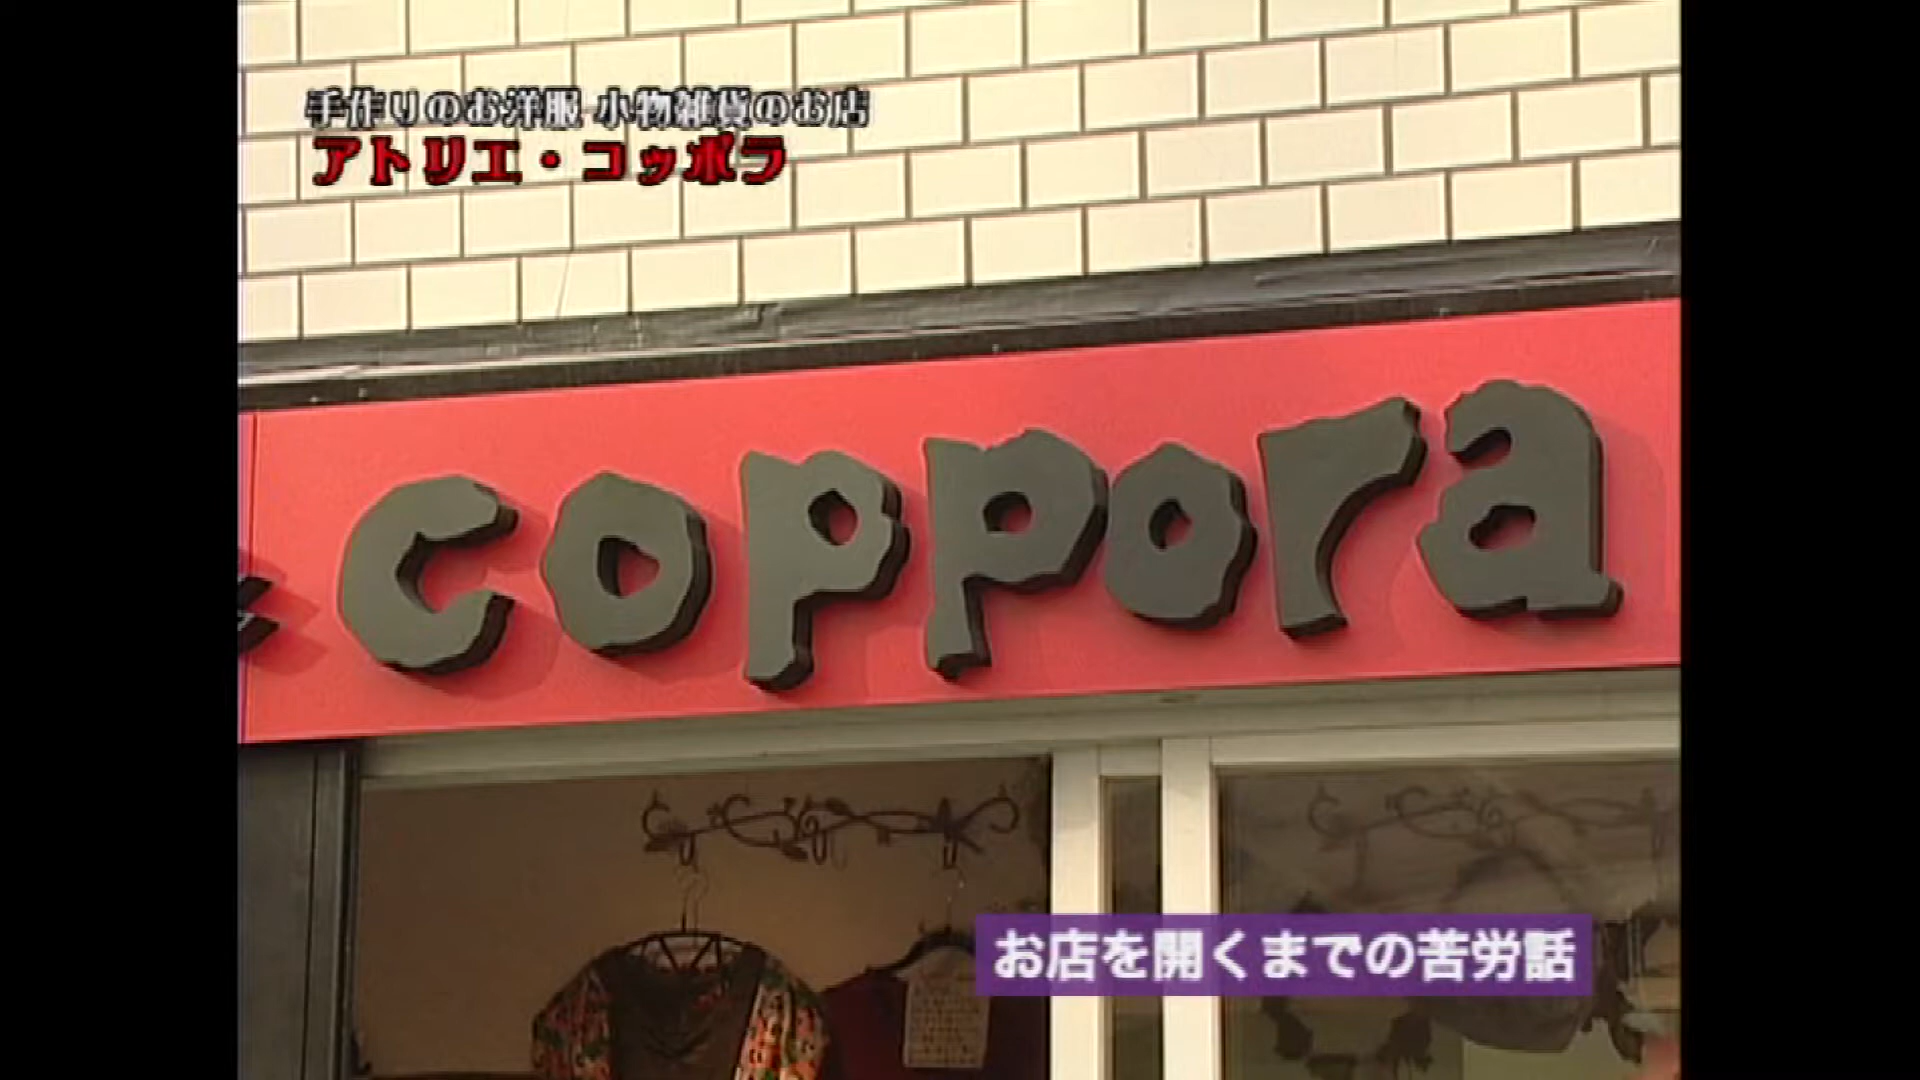 手作りのお洋服 小物雑貨のお店
アトリエ・コッポラ
coppora
お店を開くまでの苦労話